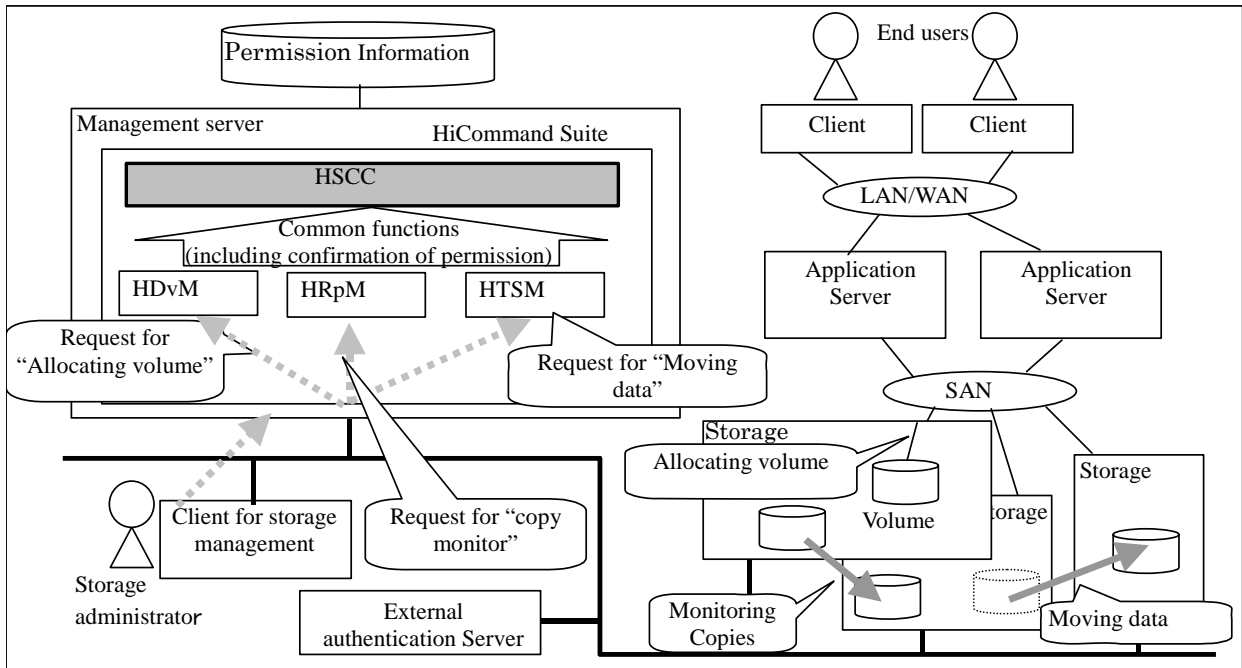 Permission Information
End users
Management server
HiCommand Suite
Client
Client
HSCC
LAN/WAN
Common functions
(including confirmation of permission)
HDvM
HRpM
HTSM
Application
Server
Application
Server
Request for
“Allocating volume”
Request for “Moving
data”
SAN
Storage
Allocating volume
Storage
Volume
torage
Client for storage
management
Request for “copy
monitor”
Storage
administrator
External
authentication Server
Monitoring
Copies
Moving data